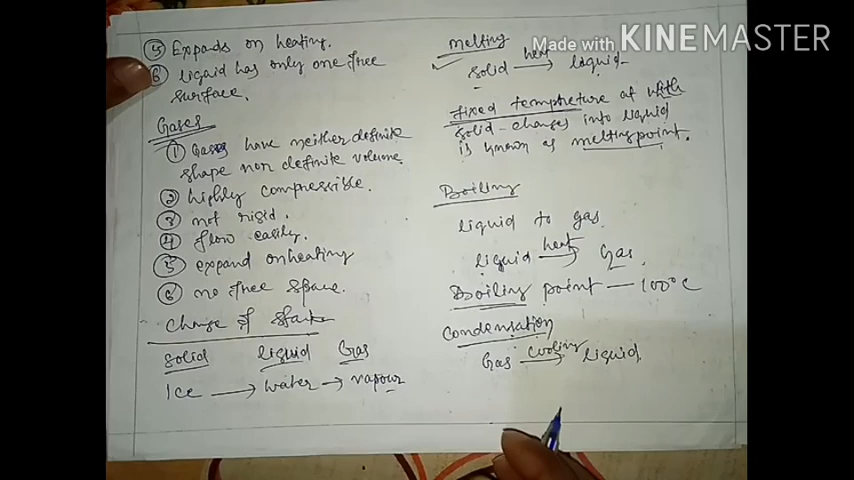 ⑤ Expands on heating.
⑥ liquid has only one free
surface.
Gases
① Gases have neither definite
shape nor definite volume.
② highly compressible.
③ not rigid.
④ flow easily.
⑤ expand on heating
⑥ no free space.
Change of state
Solid liquid Gas
Ice → water → vapour
Melting
Solid heat → liquid
fixed temptreture at with
solid changes into liquid
is known as melting point.
Boiling
liquid to gas.
liquid heat → Gas.
Boiling point — 100°C
Condensation
Gas cooling → liquid.
Made with KINEMASTER